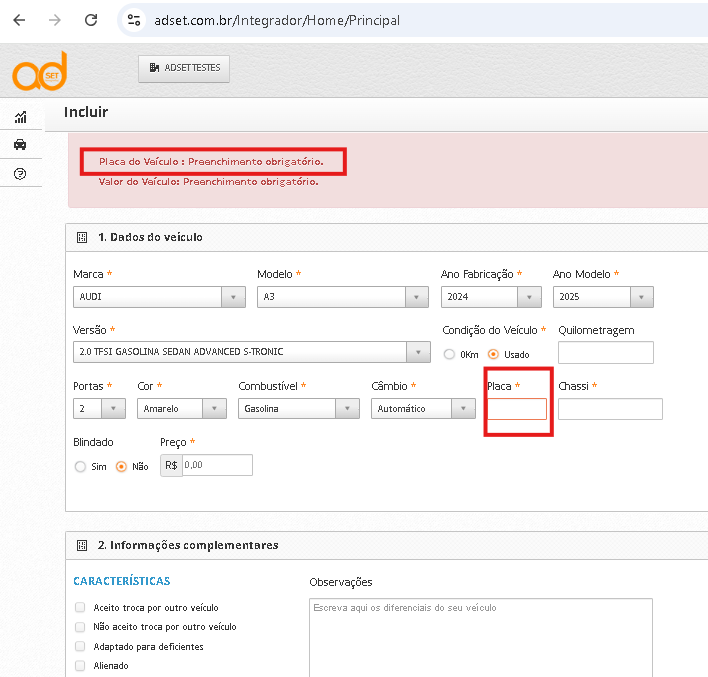 adset.com.br/Integrador/Home/Principal
ad SET
ADSET TESTES
Incluir
Placa do Veículo : Preenchimento obrigatório.
Valor do Veículo: Preenchimento obrigatório.
1. Dados do veículo
Marca * Modelo * Ano Fabricação * Ano Modelo *
AUDI A3 2024 2025
Versão * Condição do Veículo * Quilometragem
2.0 TFSI GASOLINA SEDAN ADVANCED S-TRONIC 0Km Usado
Portas * Cor * Combustível * Câmbio * Placa * Chassi *
2 Amarelo Gasolina Automático
Blindado Preço *
Sim Não R$ 0,00
2. Informações complementares
CARACTERÍSTICAS Observações
Aceito troca por outro veículo Escreva aqui os diferenciais do seu veículo
Não aceito troca por outro veículo
Adaptado para deficientes
Alienado